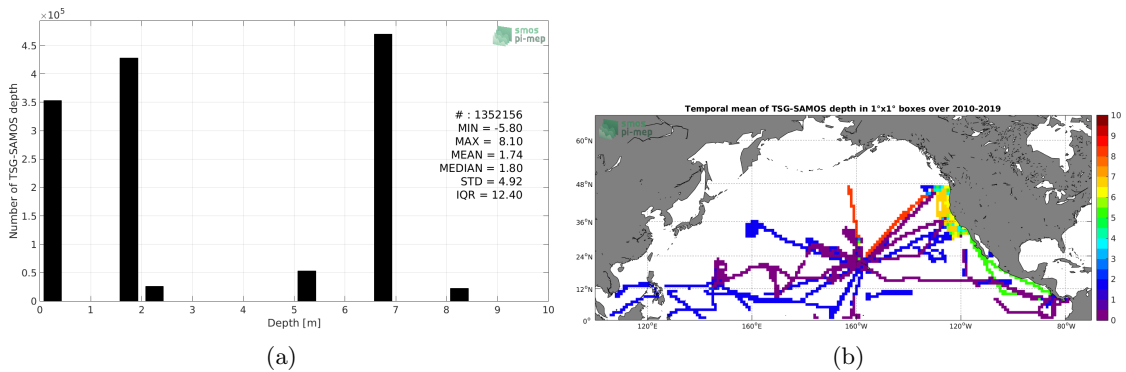 ×10⁵
4.5
4
3.5
3
2.5
2
1.5
1
0.5
0
0 1 2 3 4 5 6 7 8 9 10
Number of TSG-SAMOS depth
Depth [m]
smos
pi-mep
# : 1352156
MIN = -5.80
MAX = 8.10
MEAN = 1.74
MEDIAN = 1.80
STD = 4.92
IQR = 12.40
(a)
Temporal mean of TSG-SAMOS depth in 1°x1° boxes over 2010-2019
smos
pi-mep
60°N
48°N
36°N
24°N
12°N
0°
120°E 160°E 160°W 120°W 80°W
10
9
8
7
6
5
4
3
2
1
0
(b)